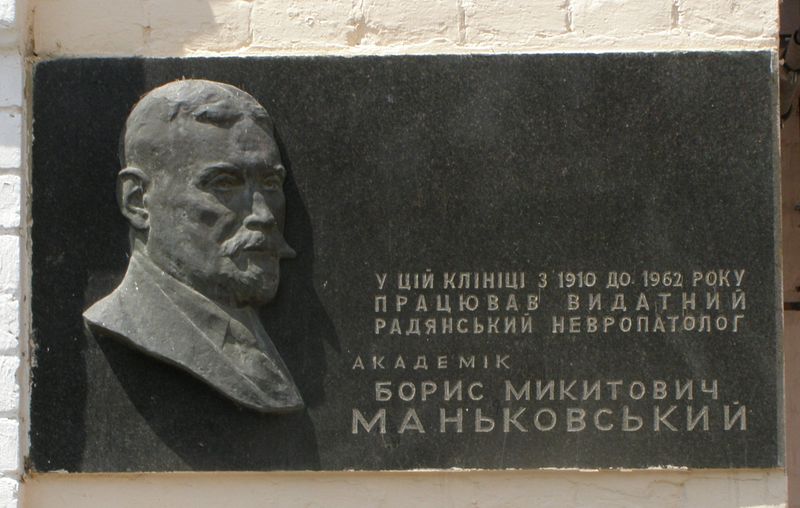 У ЦІЙ КЛІНІЦІ З 1910 ДО 1962 РОКУ
ПРАЦЮВАВ ВИДАТНИЙ
РАДЯНСЬКИЙ НЕВРОПАТОЛОГ
АКАДЕМІК
БОРИС МИКИТОВИЧ
МАНЬКОВСЬКИЙ